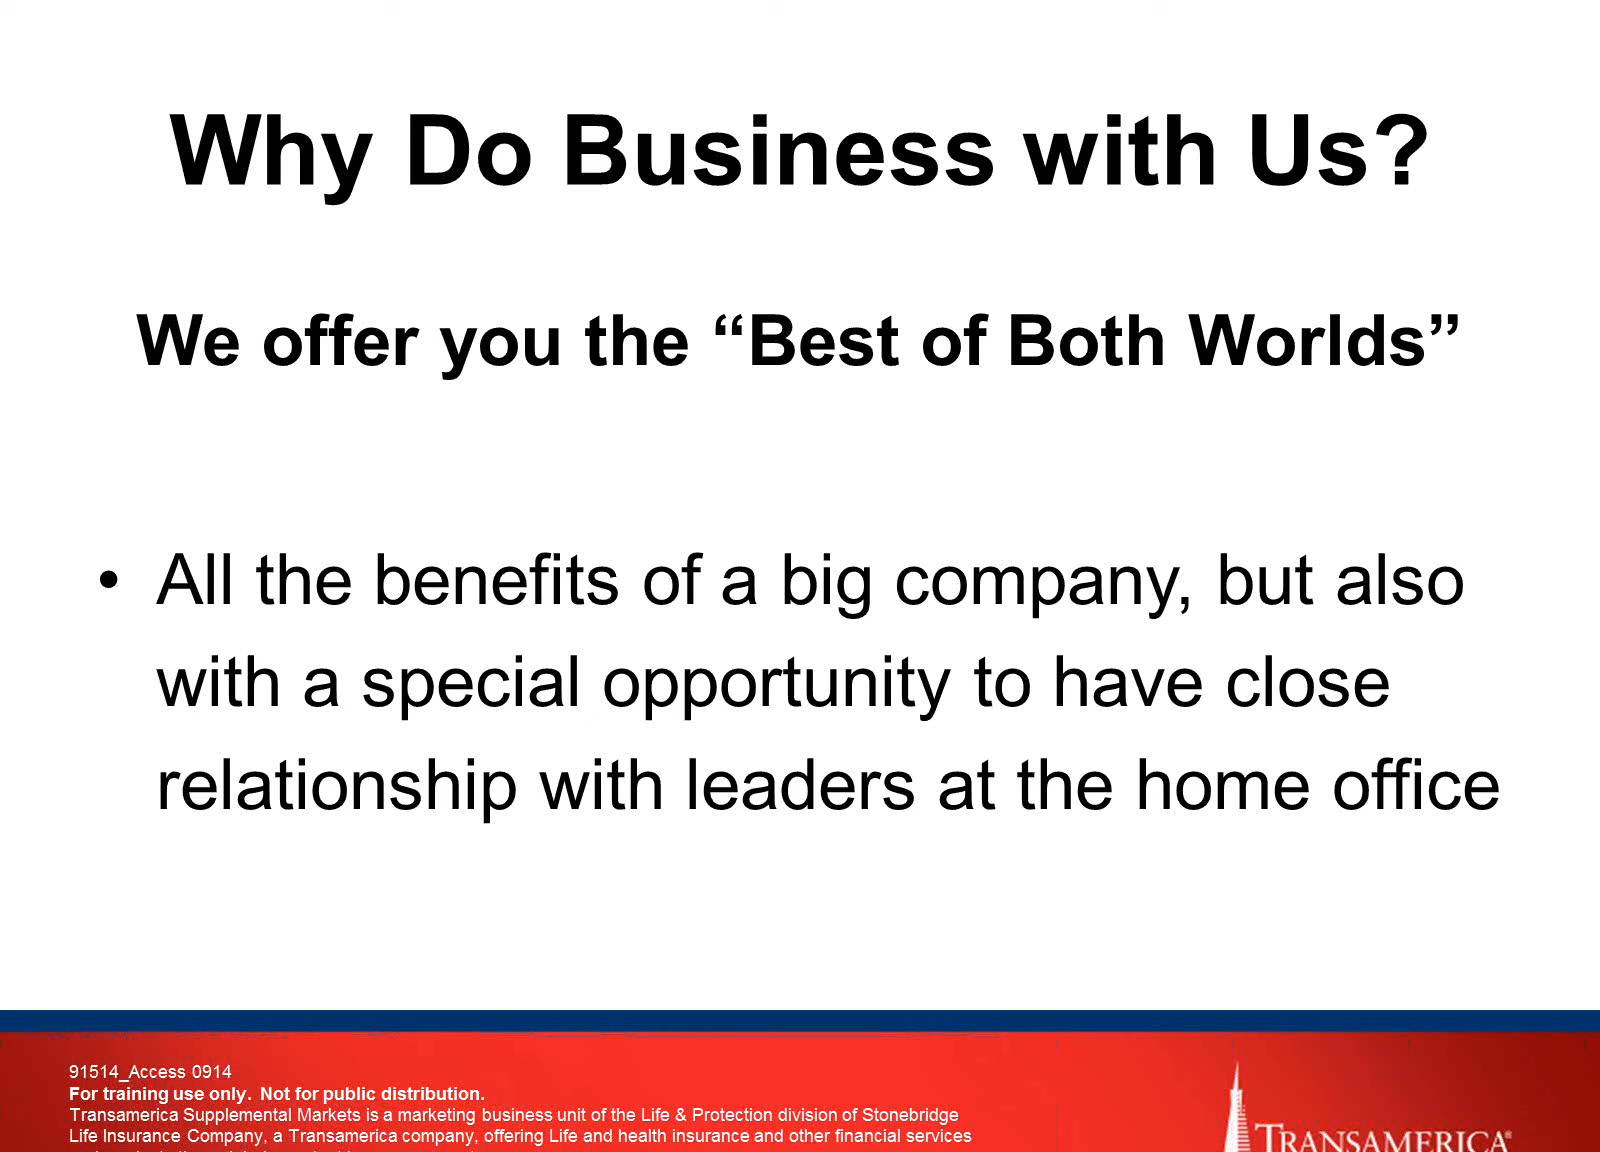 Why Do Business with Us?
We offer you the “Best of Both Worlds”
• All the benefits of a big company, but also
with a special opportunity to have close
relationship with leaders at the home office
91514_Access 0914
For training use only. Not for public distribution.
Transamerica Supplemental Markets is a marketing business unit of the Life & Protection division of Stonebridge
Life Insurance Company, a Transamerica company, offering Life and health insurance and other financial services
TRANSAMERICA®